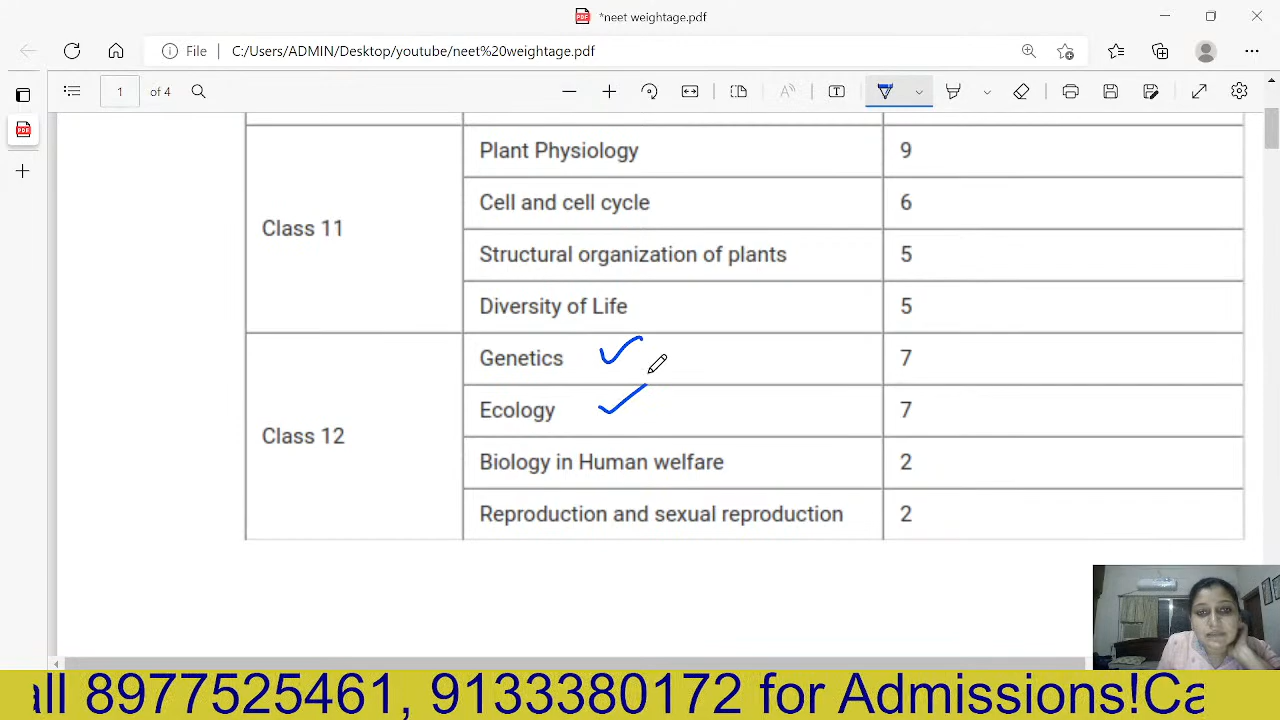 *neet weightage.pdf
File C:/Users/ADMIN/Desktop/youtube/neet%20weightage.pdf
1 of 4
Class 11
Plant Physiology 9
Cell and cell cycle 6
Structural organization of plants 5
Diversity of Life 5
Class 12
Genetics 7
Ecology 7
Biology in Human welfare 2
Reproduction and sexual reproduction 2
all 8977525461, 9133380172 for Admissions!Ca